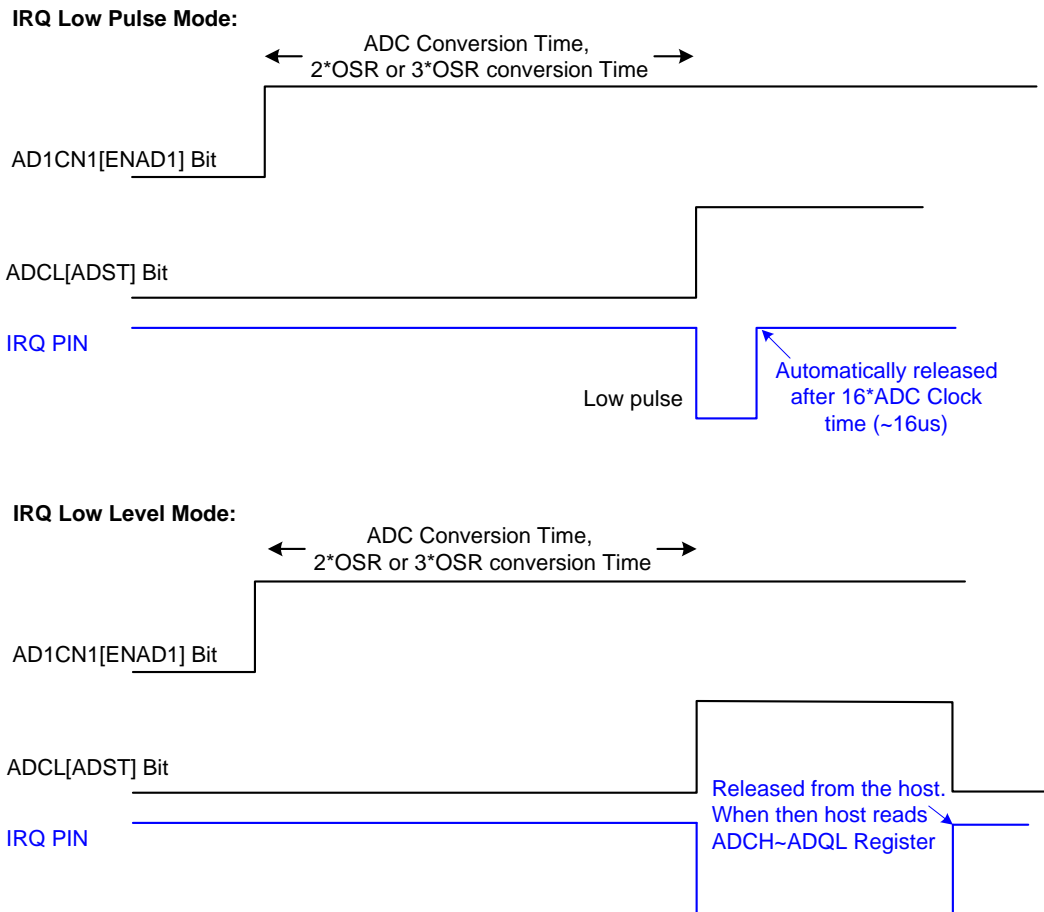 IRQ Low Pulse Mode:
ADC Conversion Time,
2*OSR or 3*OSR conversion Time
AD1CN1[ENAD1] Bit
ADCL[ADST] Bit
IRQ PIN
Low pulse
Automatically released
after 16*ADC Clock
time (~16us)
IRQ Low Level Mode:
ADC Conversion Time,
2*OSR or 3*OSR conversion Time
AD1CN1[ENAD1] Bit
ADCL[ADST] Bit
IRQ PIN
Released from the host.
When then host reads
ADCH~ADQL Register